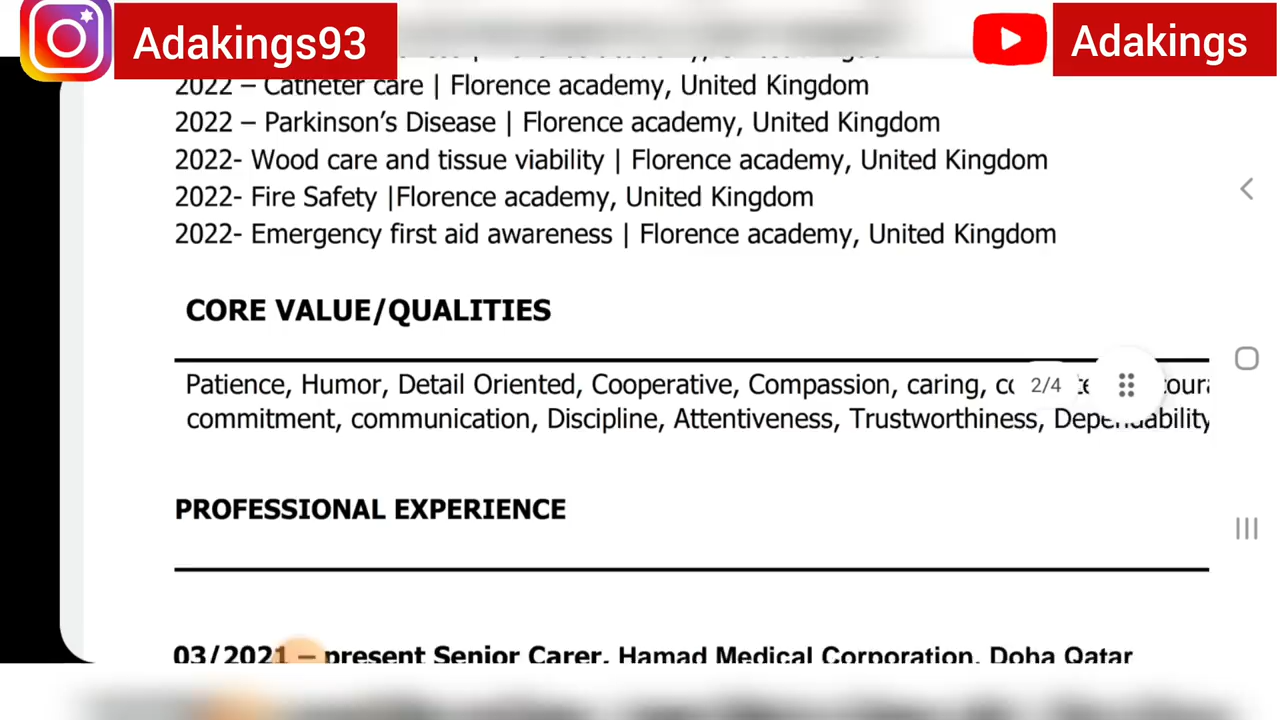 Adakings93
Adakings
2022 – Catheter care | Florence academy, United Kingdom
2022 – Parkinson's Disease | Florence academy, United Kingdom
2022- Wood care and tissue viability | Florence academy, United Kingdom
2022- Fire Safety |Florence academy, United Kingdom
2022- Emergency first aid awareness | Florence academy, United Kingdom
CORE VALUE/QUALITIES
Patience, Humor, Detail Oriented, Cooperative, Compassion, caring,
2/4
commitment, communication, Discipline, Attentiveness, Trustworthiness, Dependability
PROFESSIONAL EXPERIENCE
03/2021 – present Senior Carer, Hamad Medical Corporation, Doha Qatar